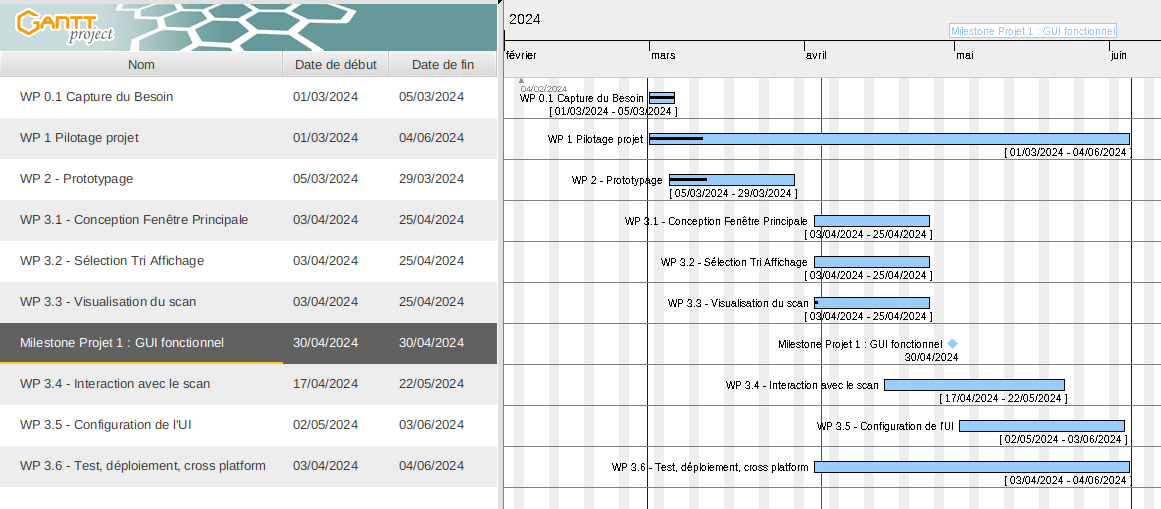 GANTT
project
2024
Milestone Projet 1 : GUI fonctionnel
février mars avril mai juin
Nom Date de début Date de fin
04/02/2024
WP 0.1 Capture du Besoin 01/03/2024 05/03/2024
WP 0.1 Capture du Besoin
[ 01/03/2024 - 05/03/2024 ]
WP 1 Pilotage projet 01/03/2024 04/06/2024
WP 1 Pilotage projet
[ 01/03/2024 - 04/06/2024 ]
WP 2 - Prototypage 05/03/2024 29/03/2024
WP 2 - Prototypage
[ 05/03/2024 - 29/03/2024 ]
WP 3.1 - Conception Fenêtre Principale 03/04/2024 25/04/2024
WP 3.1 - Conception Fenêtre Principale
[ 03/04/2024 - 25/04/2024 ]
WP 3.2 - Sélection Tri Affichage 03/04/2024 25/04/2024
WP 3.2 - Sélection Tri Affichage
[ 03/04/2024 - 25/04/2024 ]
WP 3.3 - Visualisation du scan 03/04/2024 25/04/2024
WP 3.3 - Visualisation du scan
[ 03/04/2024 - 25/04/2024 ]
Milestone Projet 1 : GUI fonctionnel 30/04/2024 30/04/2024
Milestone Projet 1 : GUI fonctionnel
30/04/2024
WP 3.4 - Interaction avec le scan 17/04/2024 22/05/2024
WP 3.4 - Interaction avec le scan
[ 17/04/2024 - 22/05/2024 ]
WP 3.5 - Configuration de l'UI 02/05/2024 03/06/2024
WP 3.5 - Configuration de l'UI
[ 02/05/2024 - 03/06/2024 ]
WP 3.6 - Test, déploiement, cross platform 03/04/2024 04/06/2024
WP 3.6 - Test, déploiement, cross platform
[ 03/04/2024 - 04/06/2024 ]